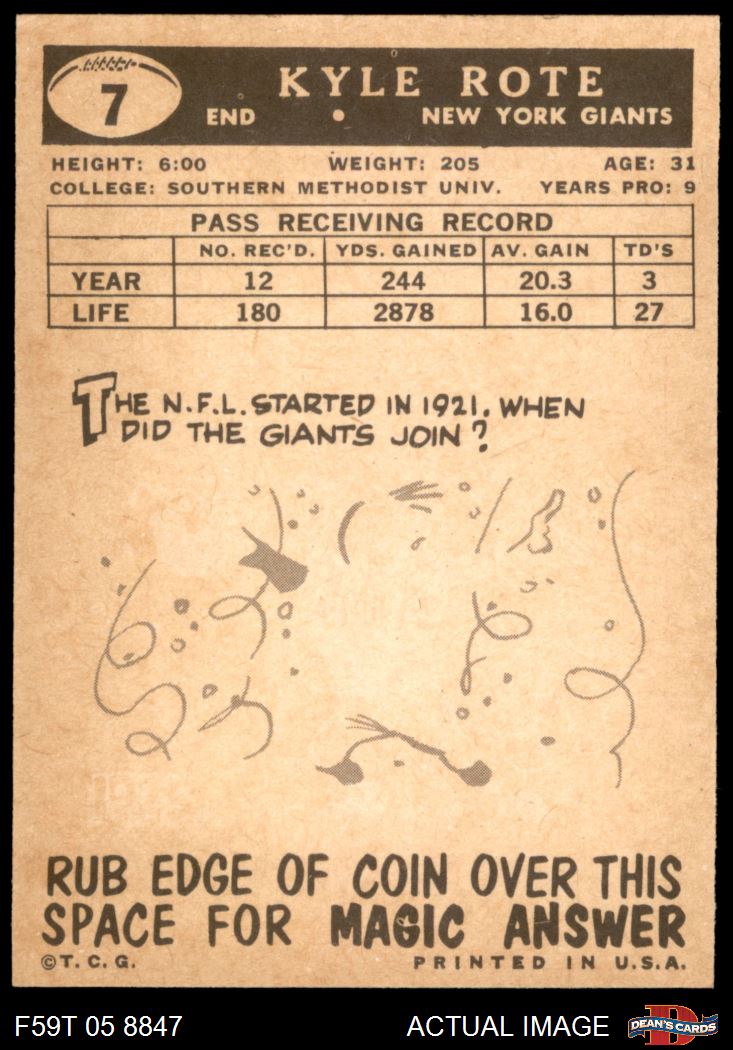 7
KYLE ROTE
END • NEW YORK GIANTS
HEIGHT: 6:00 WEIGHT: 205 AGE: 31
COLLEGE: SOUTHERN METHODIST UNIV. YEARS PRO: 9
PASS RECEIVING RECORD
NO. REC'D. YDS. GAINED AV. GAIN TD'S
YEAR 12 244 20.3 3
LIFE 180 2878 16.0 27
THE N.F.L. STARTED IN 1921. WHEN
DID THE GIANTS JOIN?
RUB EDGE OF COIN OVER THIS
SPACE FOR MAGIC ANSWER
©T. C. G. PRINTED IN U.S.A.
F59T 05 8847 ACTUAL IMAGE DEAN'S CARDS